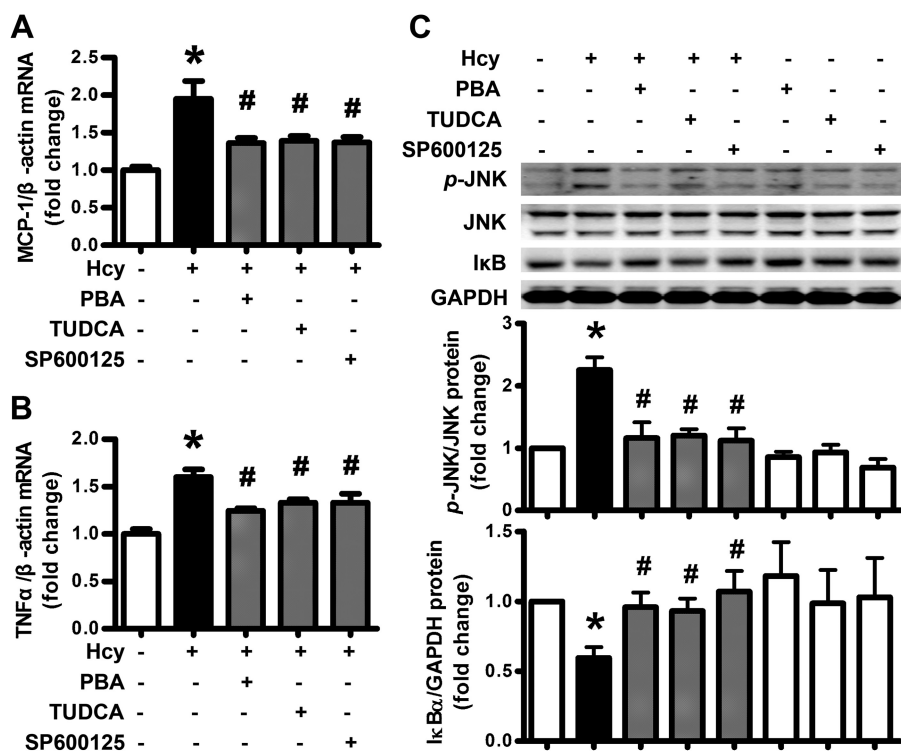 A
MCP-1/β -actin mRNA
(fold change)
2.5
2.0
1.5
1.0
0.0
*
#
#
#
Hcy - + + + +
PBA - - + - -
TUDCA - - - + -
SP600125 - - - - +
B
TNFα /β -actin mRNA
(fold change)
2.0
1.5
1.0
0.5
0.0
*
#
#
#
Hcy - + + + +
PBA - - + - -
TUDCA - - - + -
SP600125 - - - - +
C
Hcy - + + + + - - -
PBA - - + - - + - -
TUDCA - - - + - - + -
SP600125 - - - - + - - +
p-JNK
JNK
IκB
GAPDH
p-JNK/JNK protein
(fold change)
3
2
1
0
*
#
#
#
IκBα/GAPDH protein
(fold change)
1.5
1.0
0.5
0.0
*
#
#
#